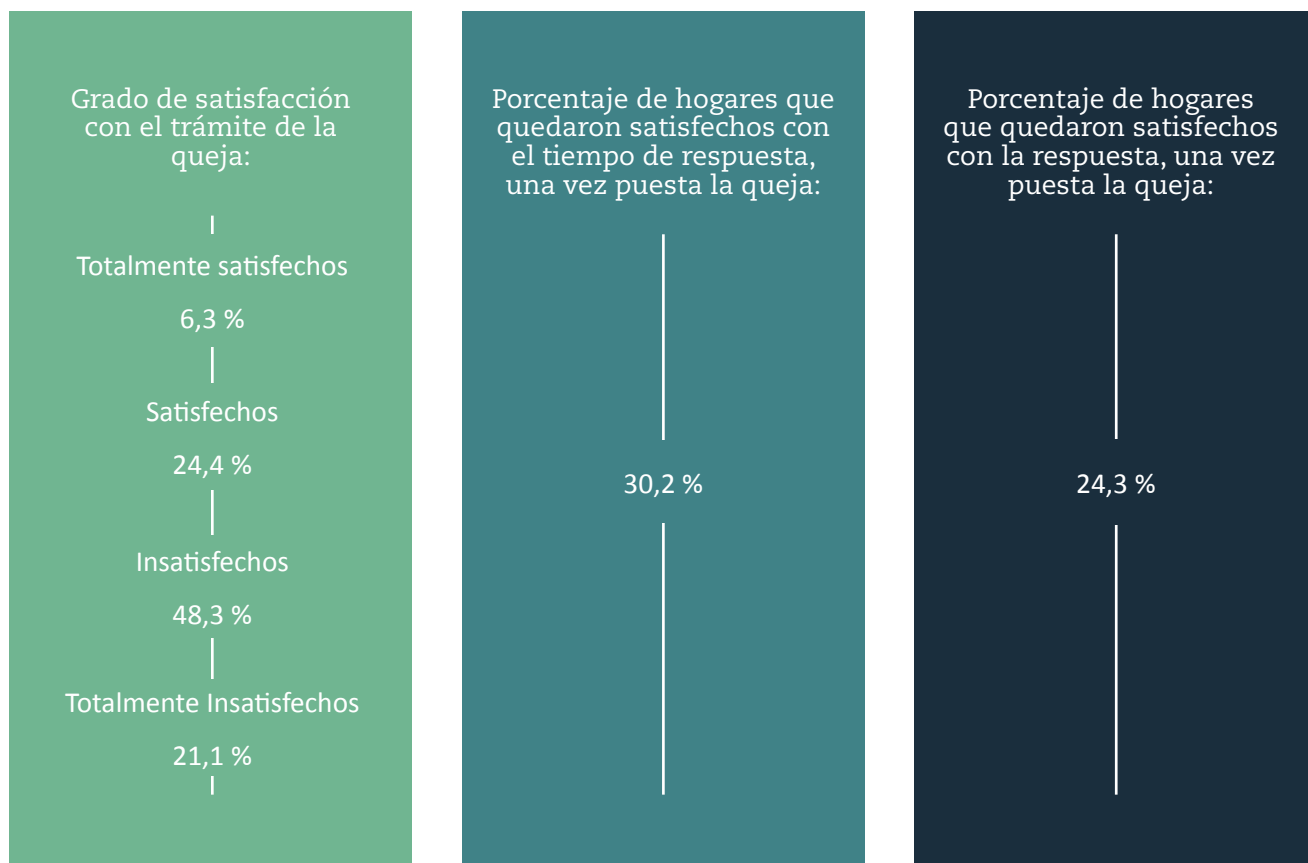 Grado de satisfacción
con el trámite de la
queja:
Totalmente satisfechos
6,3 %
Satisfechos
24,4 %
Insatisfechos
48,3 %
Totalmente Insatisfechos
21,1 %
Porcentaje de hogares que
quedaron satisfechos con
el tiempo de respuesta,
una vez puesta la queja:
30,2 %
Porcentaje de hogares
que quedaron satisfechos
con la respuesta, una vez
puesta la queja:
24,3 %